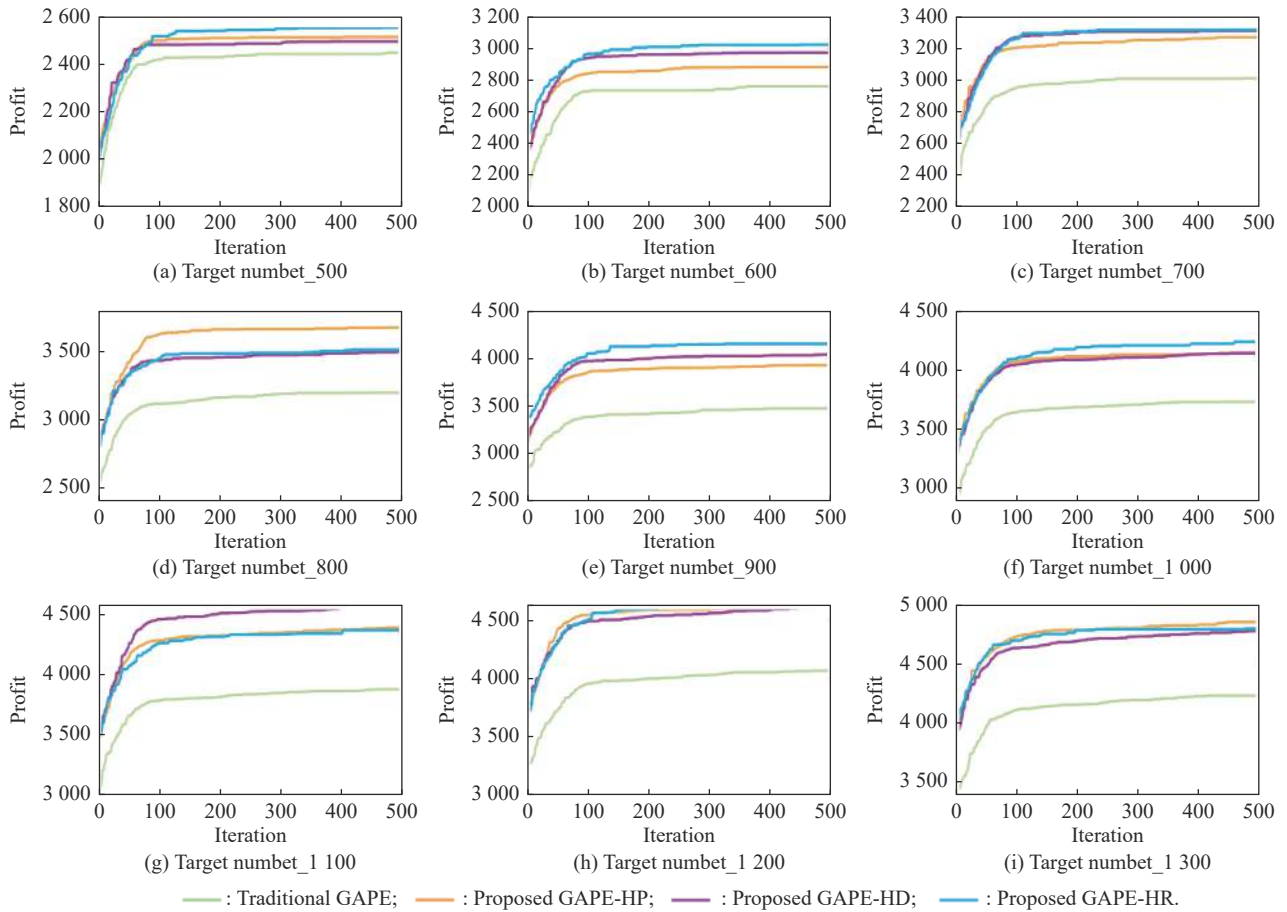 2 600
2 400
2 200
2 000
1 800
Profit
0 100 200 300 400 500
Iteration
(a) Target numbet_500
3 200
3 000
2 800
2 600
2 400
2 200
2 000
Profit
0 100 200 300 400 500
Iteration
(b) Target numbet_600
3 400
3 200
3 000
2 800
2 600
2 400
2 200
Profit
0 100 200 300 400 500
Iteration
(c) Target numbet_700
3 500
3 000
2 500
Profit
0 100 200 300 400 500
Iteration
(d) Target numbet_800
4 500
4 000
3 500
3 000
2 500
Profit
0 100 200 300 400 500
Iteration
(e) Target numbet_900
4 500
4 000
3 500
3 000
Profit
0 100 200 300 400 500
Iteration
(f) Target numbet_1 000
4 500
4 000
3 500
3 000
Profit
0 100 200 300 400 500
Iteration
(g) Target numbet_1 100
4 500
4 000
3 500
3 000
Profit
0 100 200 300 400 500
Iteration
(h) Target numbet_1 200
5 000
4 500
4 000
3 500
Profit
0 100 200 300 400 500
Iteration
(i) Target numbet_1 300
: Traditional GAPE; : Proposed GAPE-HP; : Proposed GAPE-HD; : Proposed GAPE-HR.